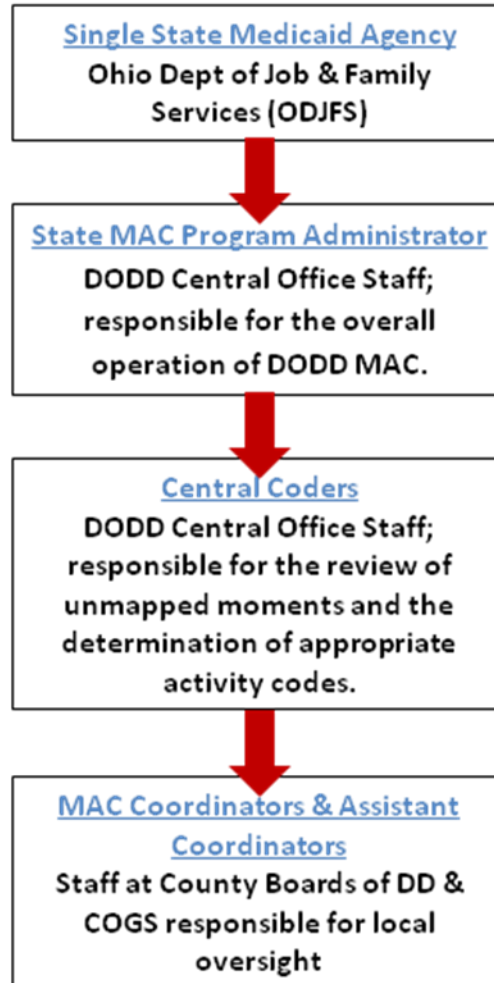 Single State Medicaid Agency
Ohio Dept of Job & Family
Services (ODJFS)
State MAC Program Administrator
DODD Central Office Staff;
responsible for the overall
operation of DODD MAC.
Central Coders
DODD Central Office Staff;
responsible for the review of
unmapped moments and the
determination of appropriate
activity codes.
MAC Coordinators & Assistant
Coordinators
Staff at County Boards of DD &
COGS responsible for local
oversight